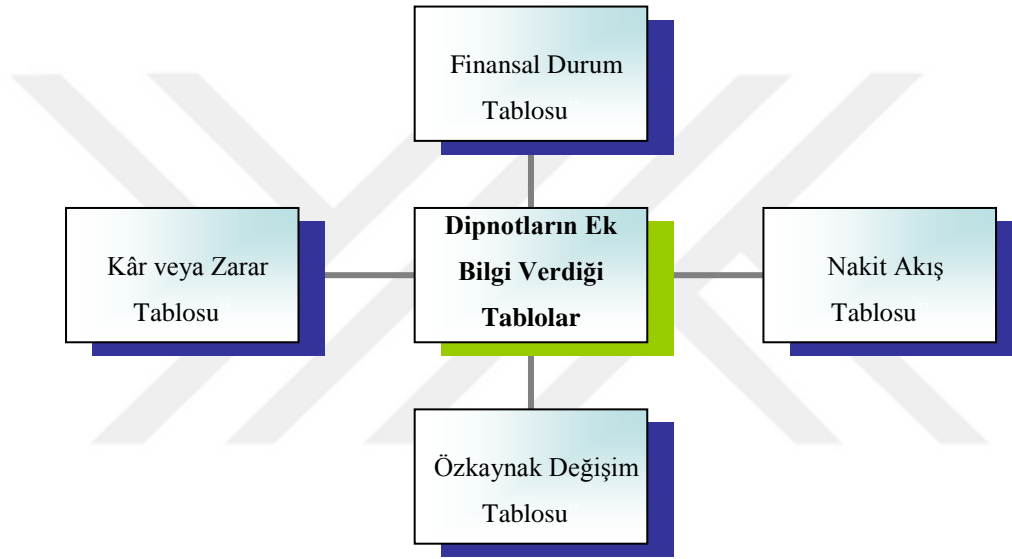 Finansal Durum
Tablosu
Kâr veya Zarar
Tablosu
Dipnotların Ek
Bilgi Verdiği
Tablolar
Nakit Akış
Tablosu
Özkaynak Değişim
Tablosu